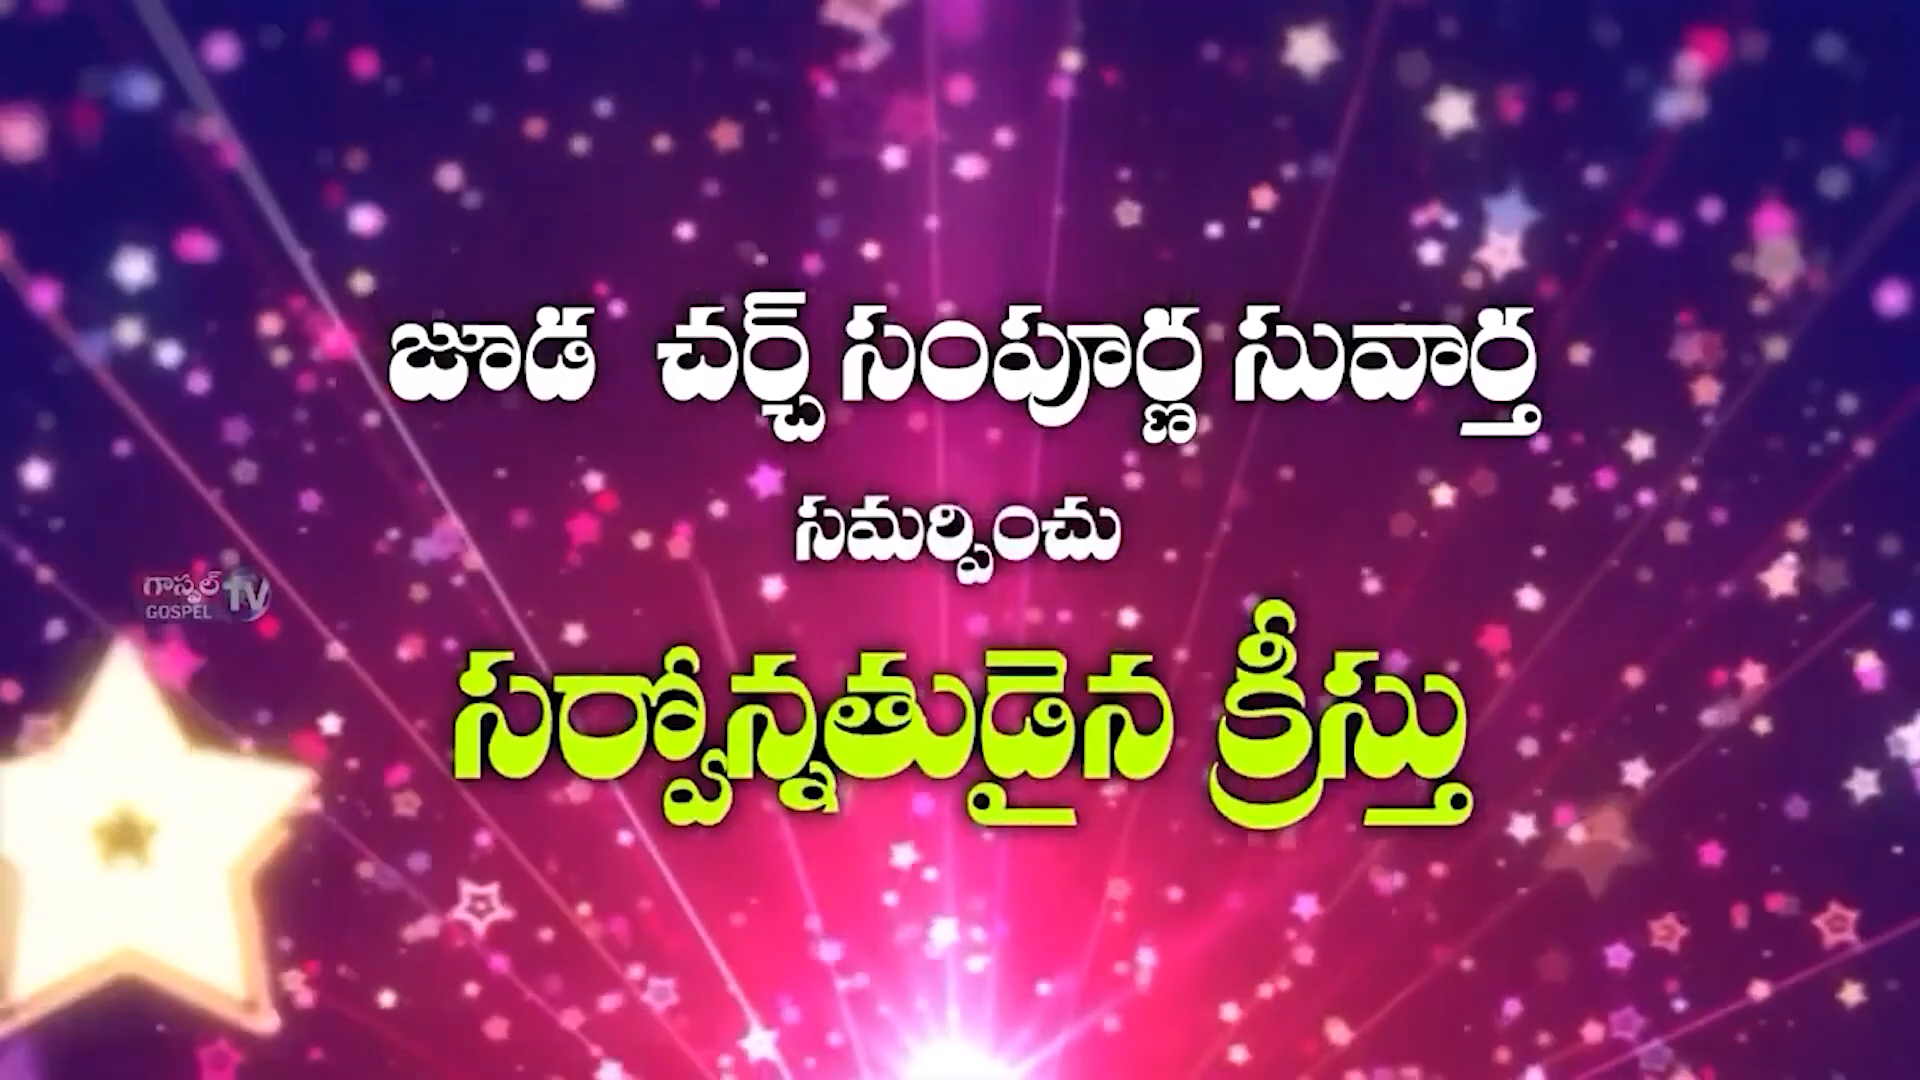 జూడ చర్చ్ సంపూర్ణ సువార్త
సమర్పించు
గాస్పల్ TV
GOSPEL
సర్వోన్నతుడైన క్రీస్తు